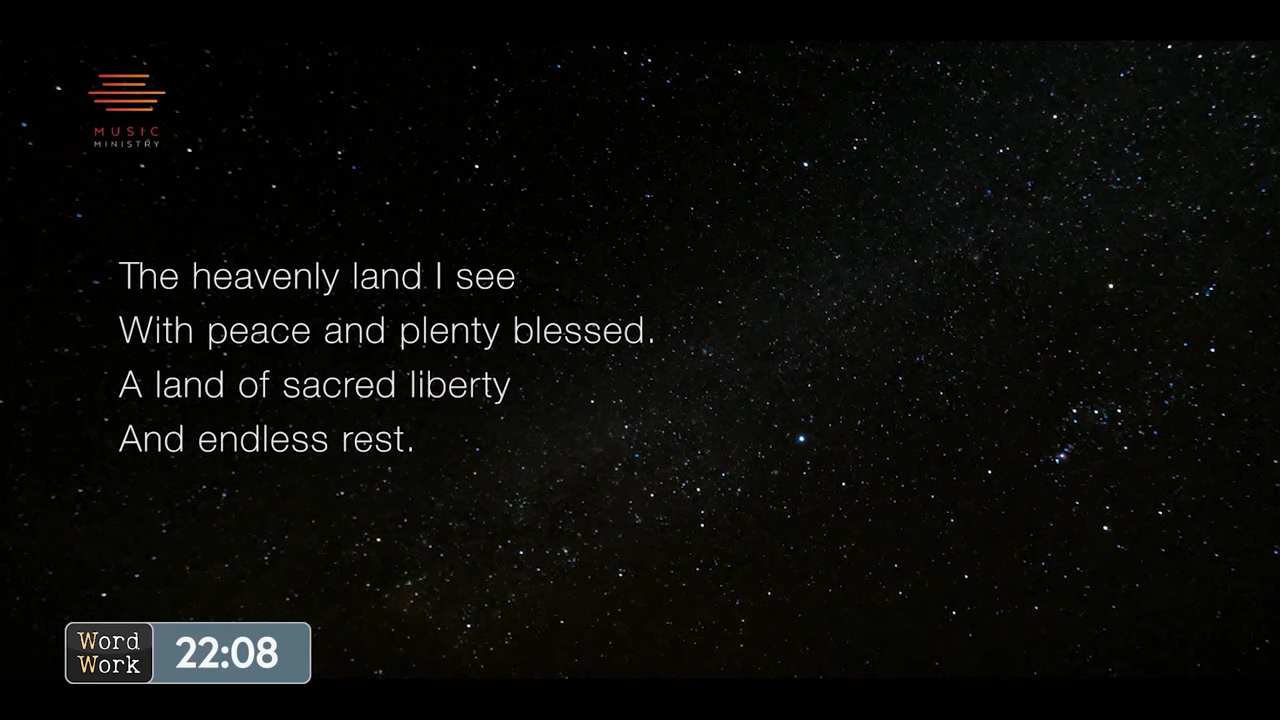 MUSIC
MINISTRY
The heavenly land I see
With peace and plenty blessed.
A land of sacred liberty
And endless rest.
Word
Work
22:08